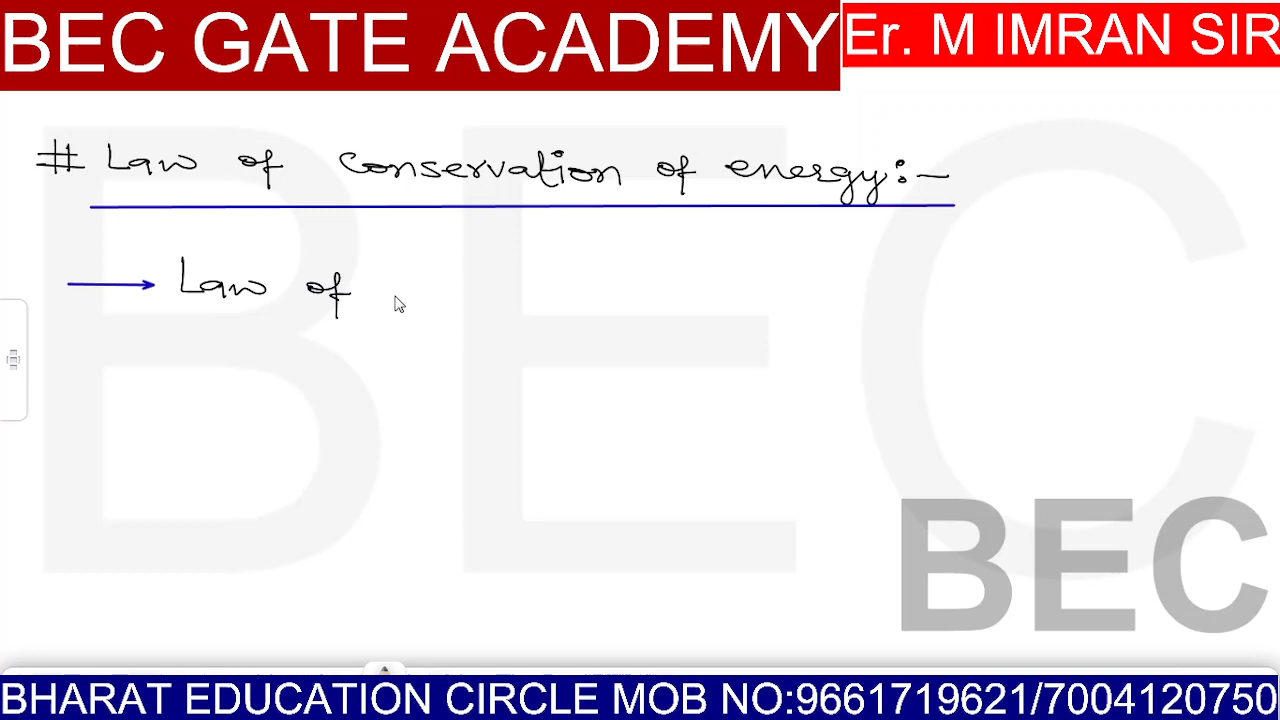 BEC GATE ACADEMY Er. M IMRAN SIR
# Law of conservation of energy:-
Law of
BEC
BEC
BHARAT EDUCATION CIRCLE MOB NO:9661719621/7004120750